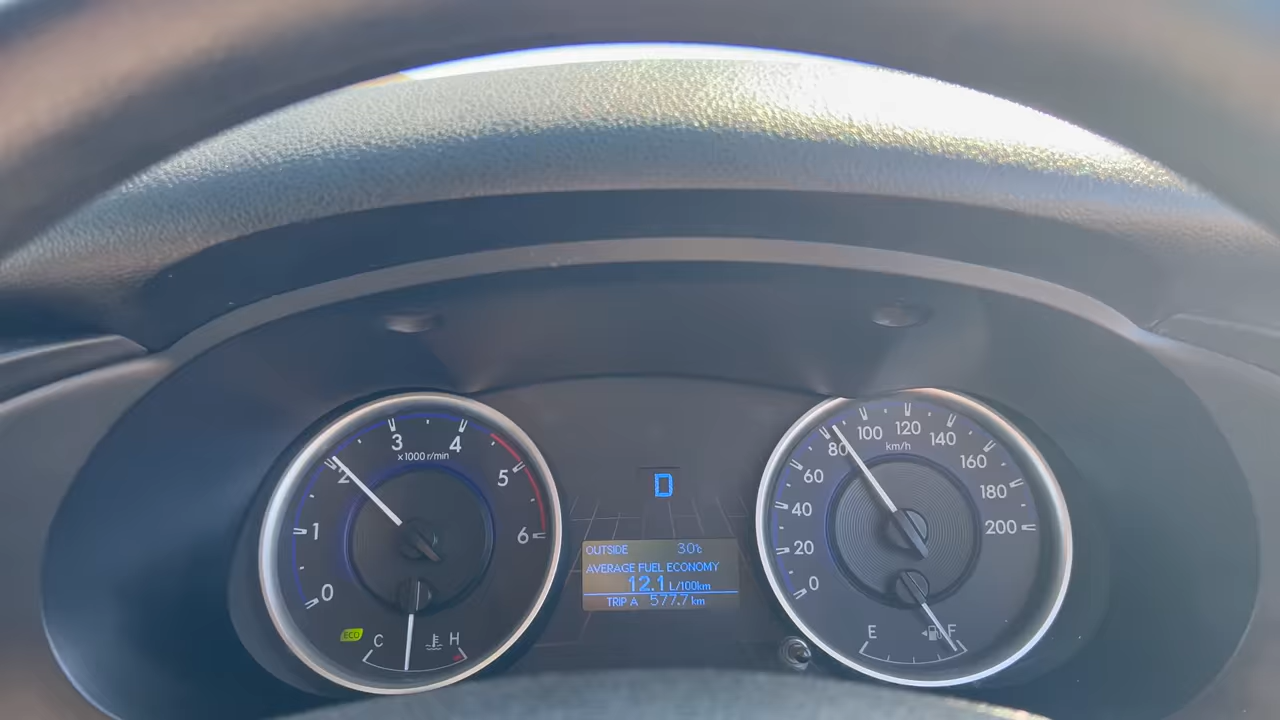 3
4
x1000 r/min
2
5
1
6
0
ECO
C
H
D
OUTSIDE 30°c
AVERAGE FUEL ECONOMY
12.1 L/100km
TRIP A 577.7 km
100
120
140
km/h
80
160
60
180
40
200
20
0
E
F